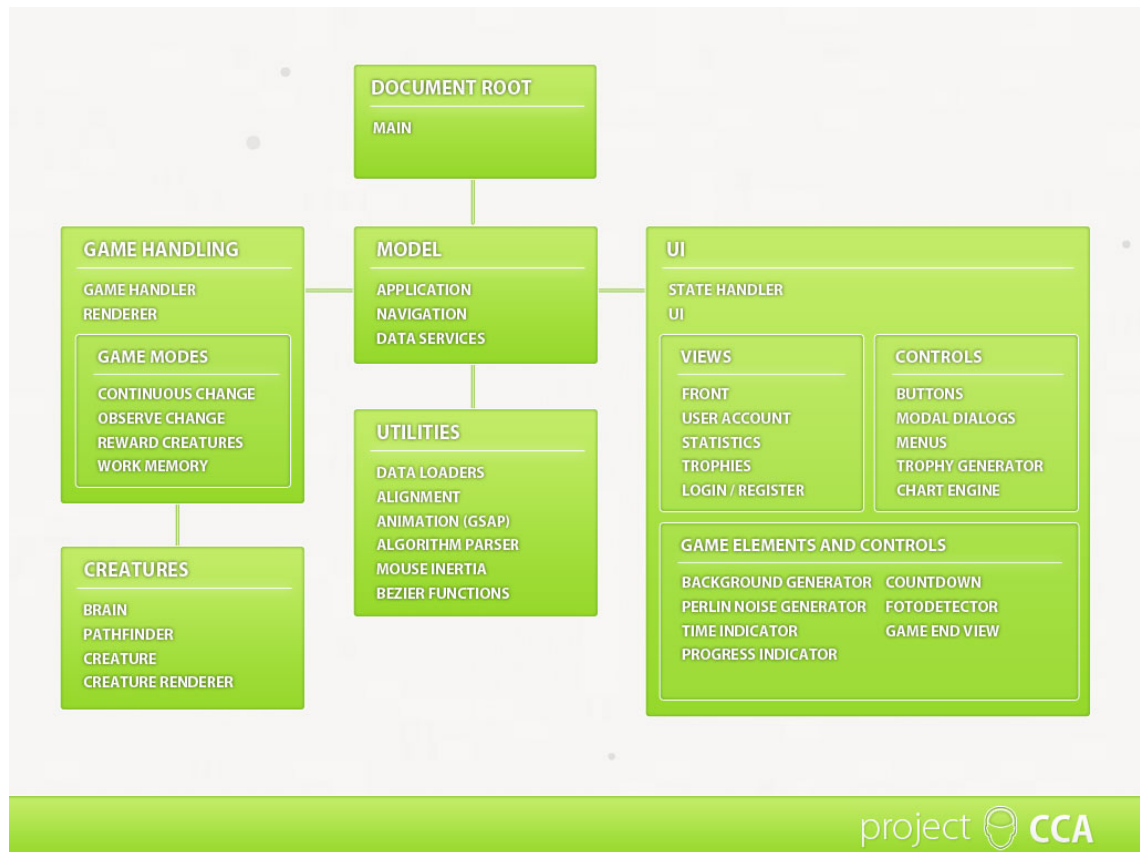 DOCUMENT ROOT
MAIN
GAME HANDLING
GAME HANDLER
RENDERER
GAME MODES
CONTINUOUS CHANGE
OBSERVE CHANGE
REWARD CREATURES
WORK MEMORY
CREATURES
BRAIN
PATHFINDER
CREATURE
CREATURE RENDERER
MODEL
APPLICATION
NAVIGATION
DATA SERVICES
UTILITIES
DATA LOADERS
ALIGNMENT
ANIMATION (GSAP)
ALGORITHM PARSER
MOUSE INERTIA
BEZIER FUNCTIONS
UI
STATE HANDLER
UI
VIEWS
FRONT
USER ACCOUNT
STATISTICS
TROPHIES
LOGIN / REGISTER
CONTROLS
BUTTONS
MODAL DIALOGS
MENUS
TROPHY GENERATOR
CHART ENGINE
GAME ELEMENTS AND CONTROLS
BACKGROUND GENERATOR
PERLIN NOISE GENERATOR
TIME INDICATOR
PROGRESS INDICATOR
COUNTDOWN
FOTODETECTOR
GAME END VIEW
project CCA